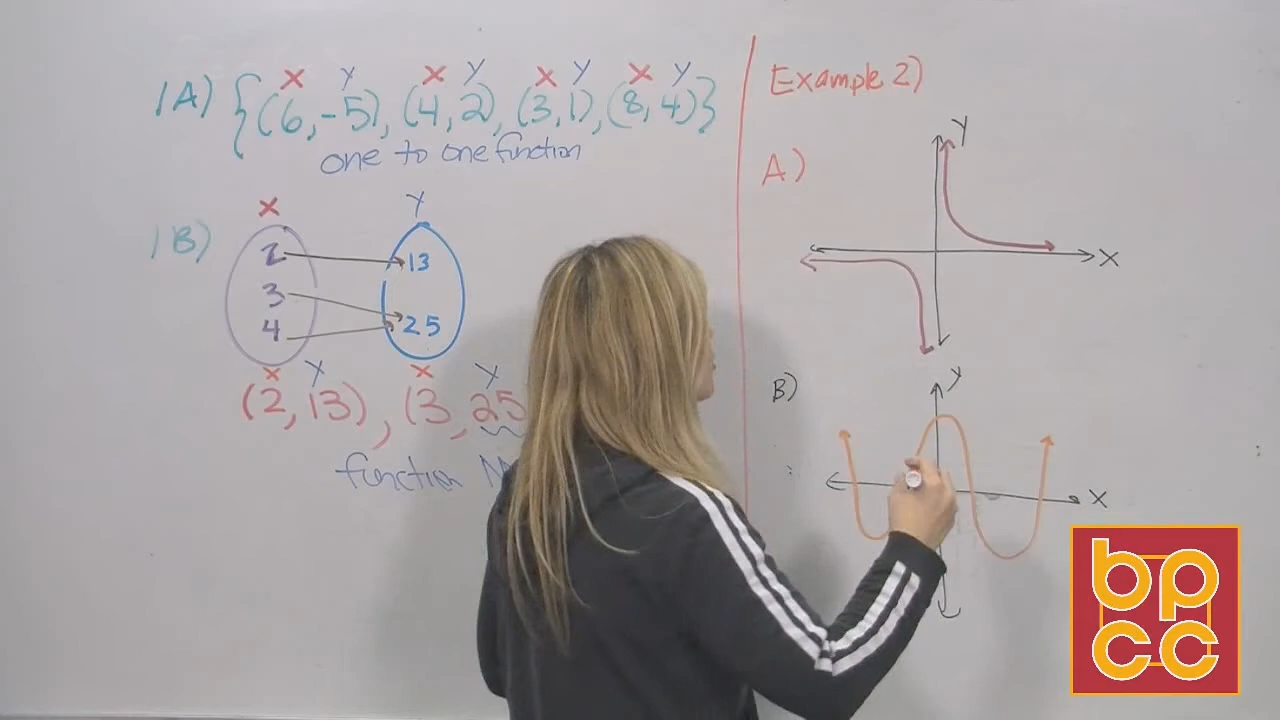 X Y X Y X Y X Y
1A) {(6,-5), (4,2), (3,1), (8,4)}
one to one function
X Y
1B)
2 13
3
4 25
X Y X Y
(2,13), (3,25
function
Example 2)
A)
Y
X
B)
Y
X
bp
cc